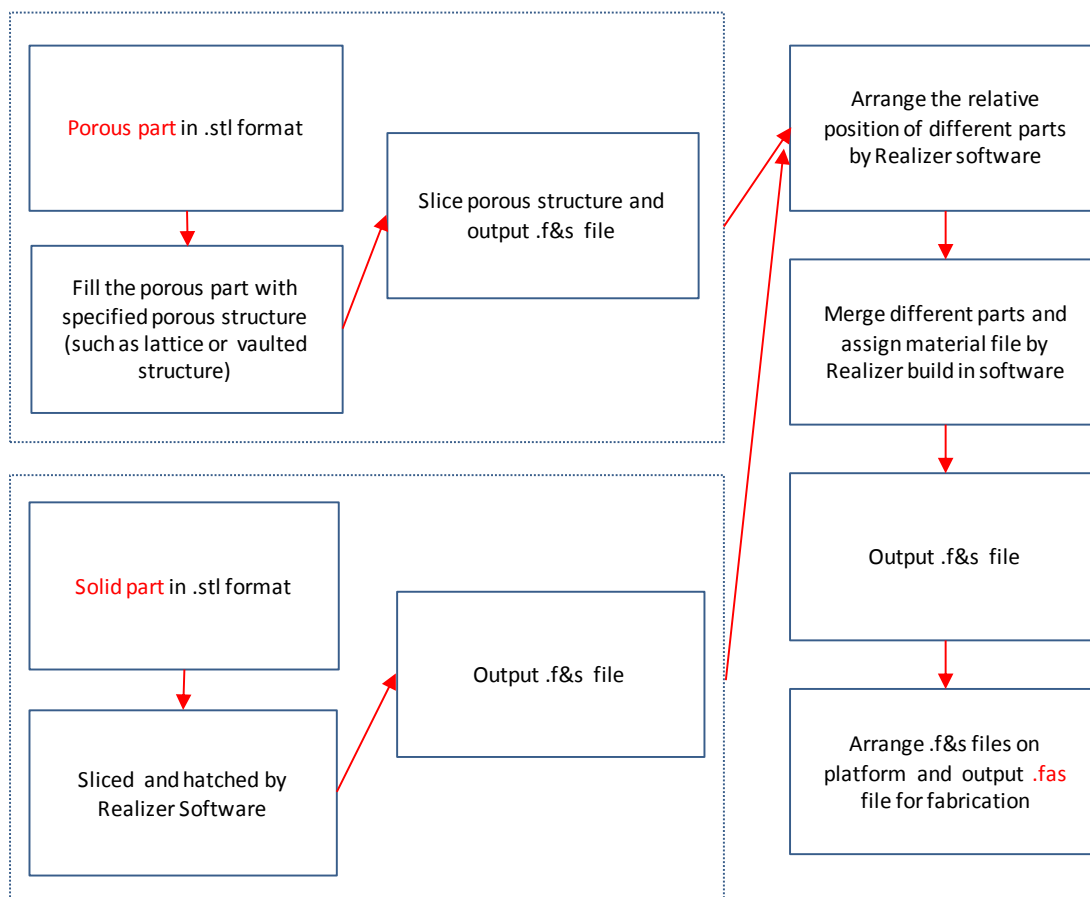 Porous part in .stl format
Fill the porous part with
specified porous structure
(such as lattice or vaulted
structure)
Slice porous structure and
output .f&s file
Solid part in .stl format
Sliced and hatched by
Realizer Software
Output .f&s file
Arrange the relative
position of different parts
by Realizer software
Merge different parts and
assign material file by
Realizer build in software
Output .f&s file
Arrange .f&s files on
platform and output .fas
file for fabrication